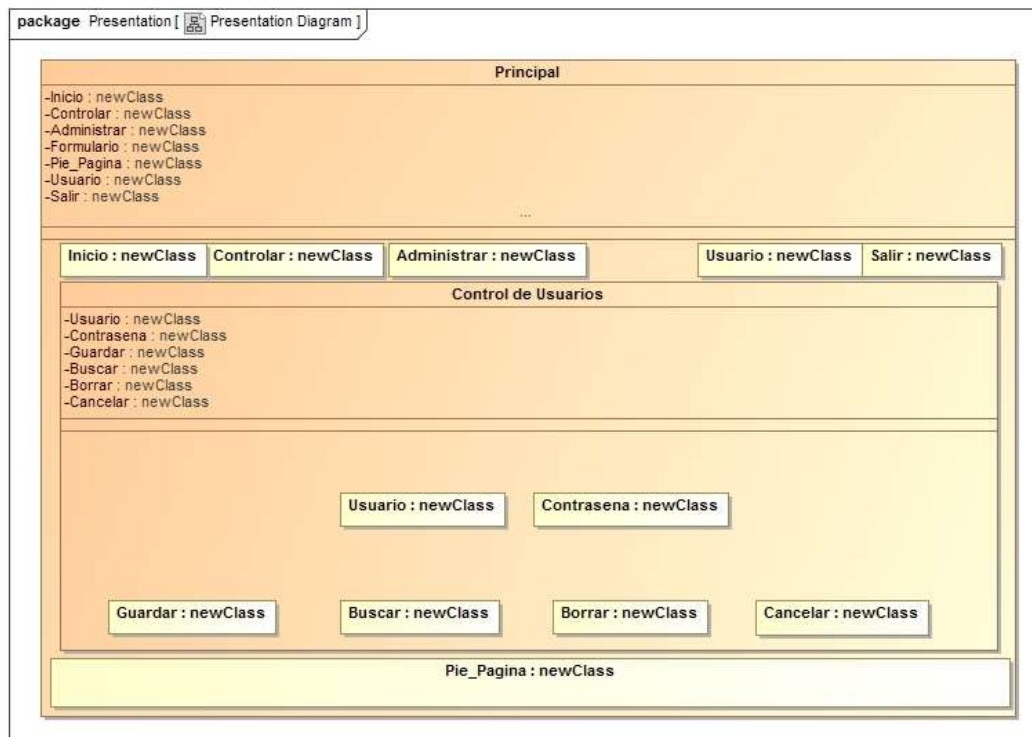 package Presentation [ Presentation Diagram ]
Principal
-Inicio : newClass
-Controlar : newClass
-Administrar : newClass
-Formulario : newClass
-Pie_Pagina : newClass
-Usuario : newClass
-Salir : newClass
...
Inicio : newClass Controlar : newClass Administrar : newClass Usuario : newClass Salir : newClass
Control de Usuarios
-Usuario : newClass
-Contrasena : newClass
-Guardar : newClass
-Buscar : newClass
-Borrar : newClass
-Cancelar : newClass
Usuario : newClass Contrasena : newClass
Guardar : newClass Buscar : newClass Borrar : newClass Cancelar : newClass
Pie_Pagina : newClass